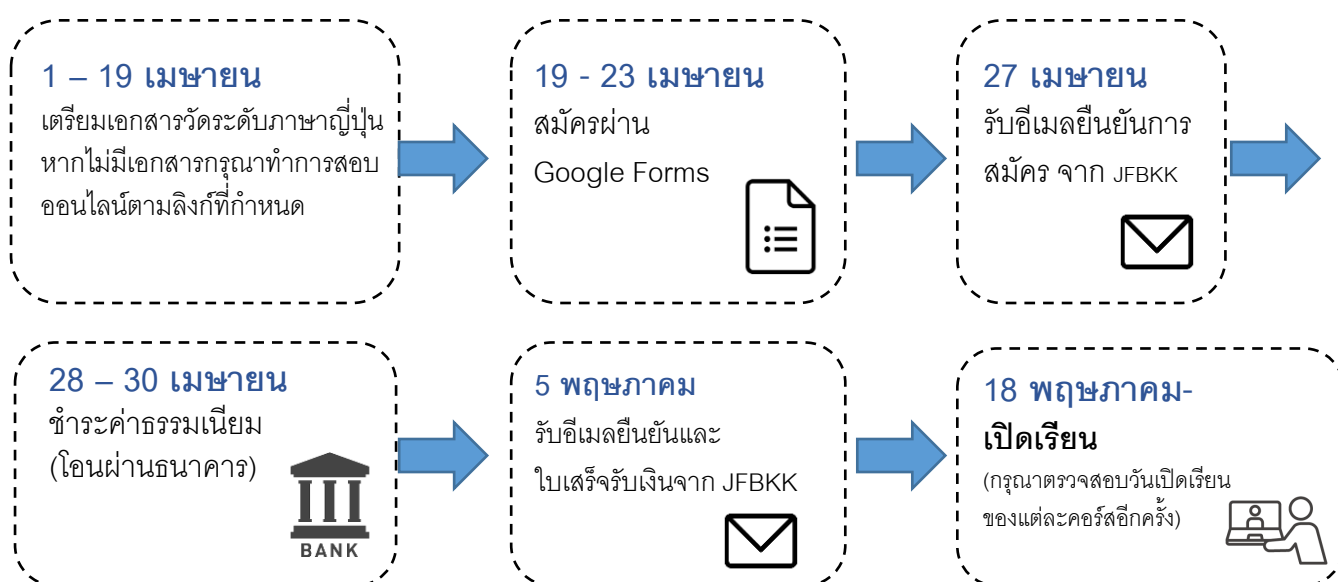 1 – 19 เมษายน
เตรียมเอกสารวัดระดับภาษาญี่ปุ่น
หากไม่มีเอกสารกรุณาทำการสอบ
ออนไลน์ตามลิงก์ที่กำหนด
19 - 23 เมษายน
สมัครผ่าน
Google Forms
27 เมษายน
รับอีเมลยืนยันการ
สมัคร จาก JFBKK
28 – 30 เมษายน
ชำระค่าธรรมเนียม
(โอนผ่านธนาคาร)
BANK
5 พฤษภาคม
รับอีเมลยืนยันและ
ใบเสร็จรับเงินจาก JFBKK
18 พฤษภาคม-
เปิดเรียน
(กรุณาตรวจสอบวันเปิดเรียน
ของแต่ละคอร์สอีกครั้ง)